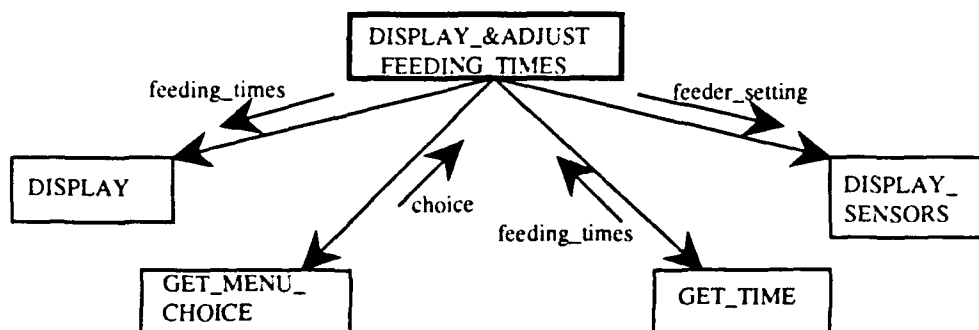 DISPLAY_&ADJUST
FEEDING_TIMES
feeding_times
feeder_setting
DISPLAY
choice
feeding_times
DISPLAY_
SENSORS
GET_MENU_
CHOICE
GET_TIME